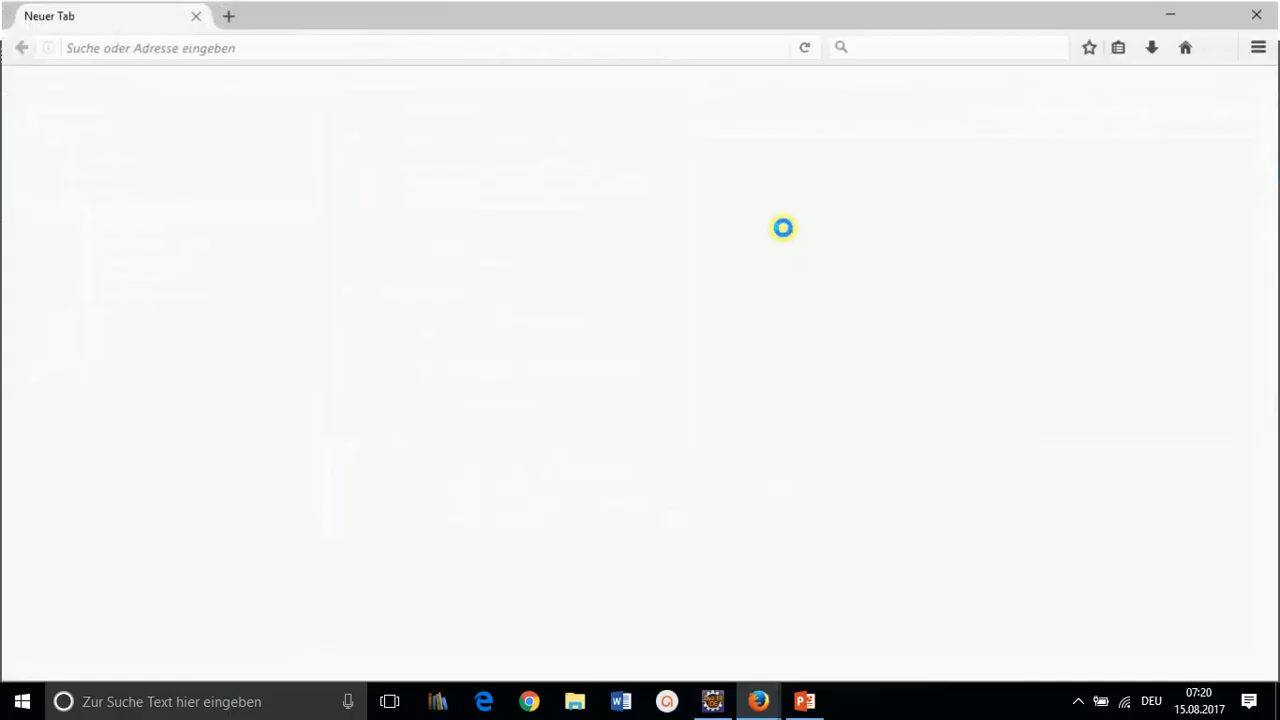 Neuer Tab
Suche oder Adresse eingeben
Zur Suche Text hier eingeben
DEU
07:20
15.08.2017